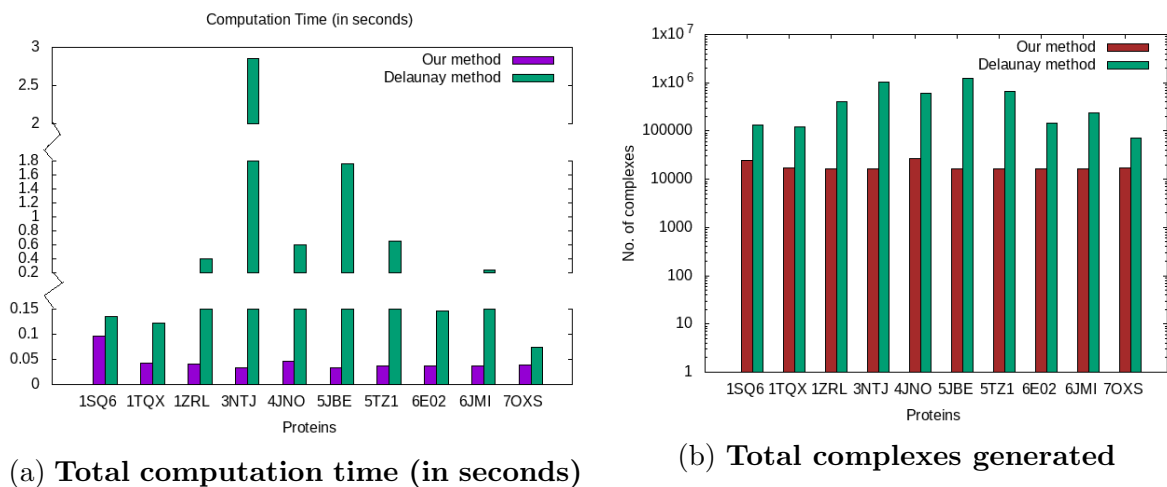 Computation Time (in seconds)
3
2.5
2
1.8
1.6
1.4
1.2
1
0.8
0.6
0.4
0.2
0.15
0.1
0.05
0
Our method
Delaunay method
1SQ6 1TQX 1ZRL 3NTJ 4JNO 5JBE 5TZ1 6E02 6JMI 7OXS
Proteins
(a) Total computation time (in seconds)
No. of complexes
1x10^7
1x10^6
100000
10000
1000
100
10
1
Our method
Delaunay method
1SQ6 1TQX 1ZRL 3NTJ 4JNO 5JBE 5TZ1 6E02 6JMI 7OXS
Proteins
(b) Total complexes generated